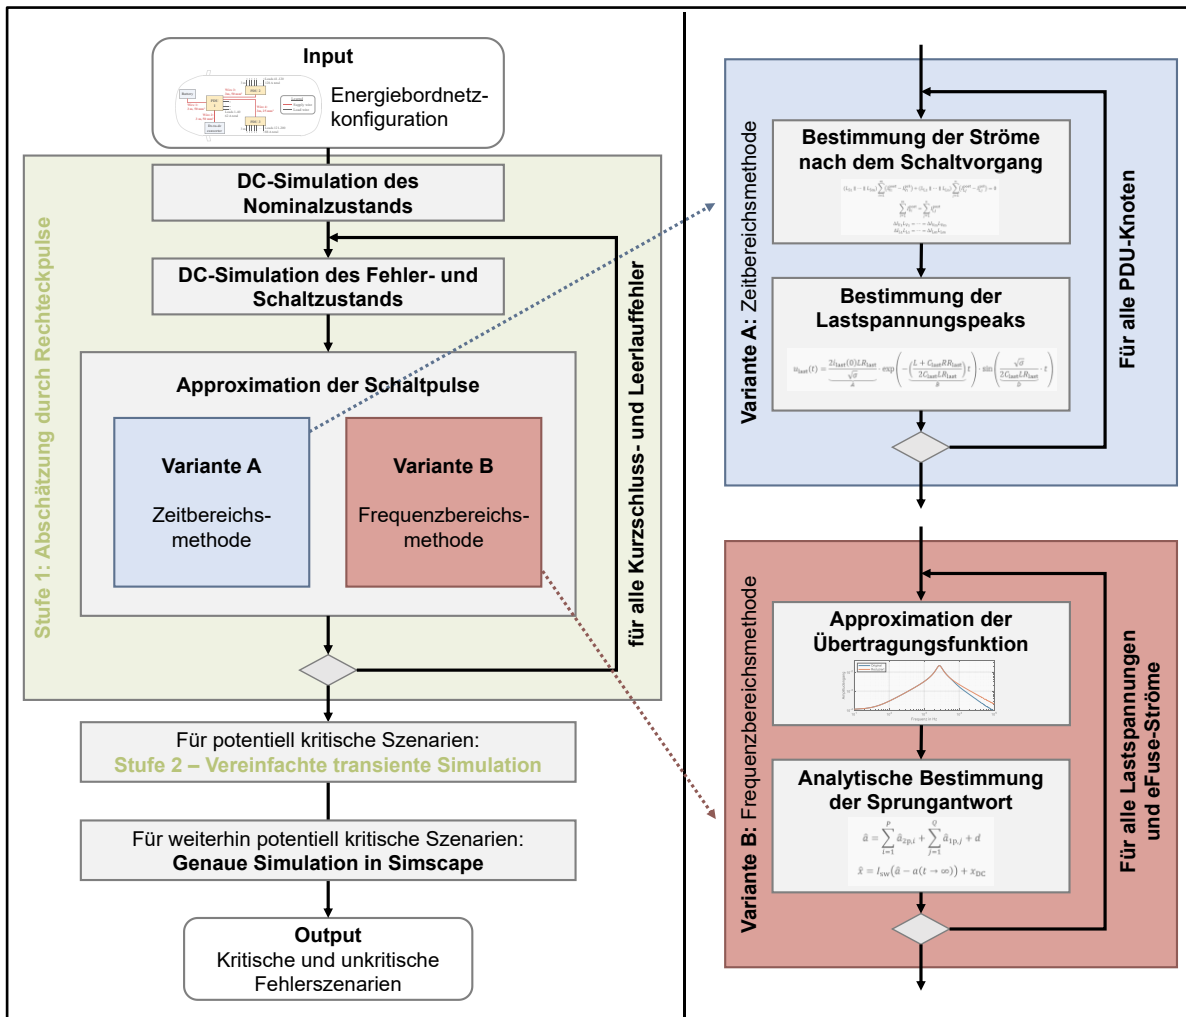 Input
Energiebordnetz-
konfiguration
Stufe 1: Abschätzung durch Rechteckpulse
DC-Simulation des
Nominalzustands
DC-Simulation des Fehler- und
Schaltzustands
für alle Kurzschluss- und Leerlauffehler
Approximation der Schaltpulse
Variante A
Zeitbereichs-
methode
Variante B
Frequenzbereichs-
methode
Für potentiell kritische Szenarien:
Stufe 2 – Vereinfachte transiente Simulation
Für weiterhin potentiell kritische Szenarien:
Genaue Simulation in Simscape
Output
Kritische und unkritische
Fehlerszenarien
Variante A: Zeitbereichsmethode
Bestimmung der Ströme
nach dem Schaltvorgang
Bestimmung der
Lastspannungspeaks
Für alle PDU-Knoten
Variante B: Frequenzbereichsmethode
Approximation der
Übertragungsfunktion
Analytische Bestimmung
der Sprungantwort
Für alle Lastspannungen
und eFuse-Ströme